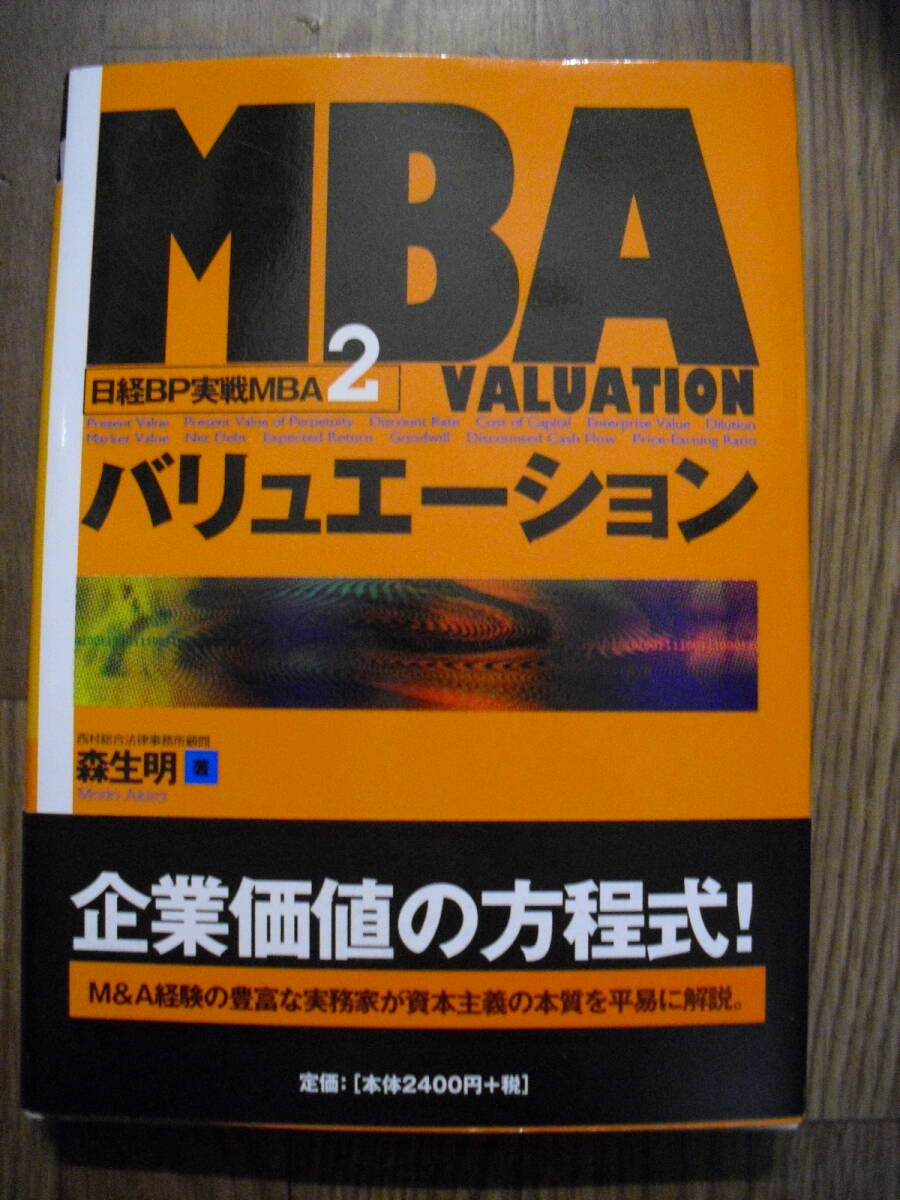 MBA
日経BP実戦MBA2
VALUATION
Present Value Present Value of Perpetuity Discount Rate Cost of Capital Enterprise Value Dilution
Market Value Net Debt Expected Return Goodwill Discounted Cash Flow Price-Earning Ratio
バリュエーション
西村総合法律事務所顧問
森生明 著
Morio Akira
企業価値の方程式!
M&A経験の豊富な実務家が資本主義の本質を平易に解説。
定価:[本体2400円+税]